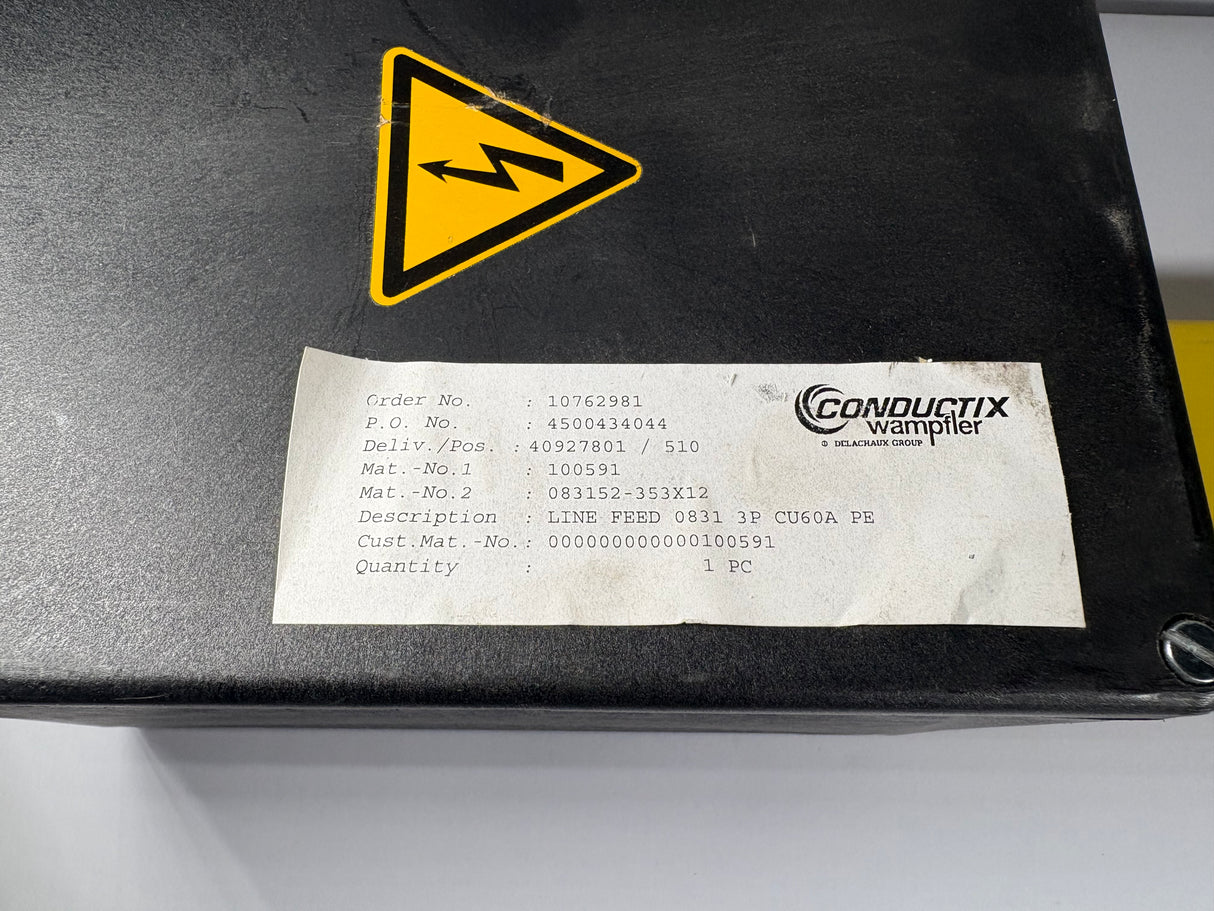 Order No. : 10762981
P.O. No. : 4500434044
Deliv./Pos. : 40927801 / 510
Mat.-No.1 : 100591
Mat.-No.2 : 083152-353X12
Description : LINE FEED 0831 3P CU60A PE
Cust.Mat.-No.: 000000000000100591
Quantity : 1 PC
CONDUCTIX
wampfler
DELACHAUX GROUP